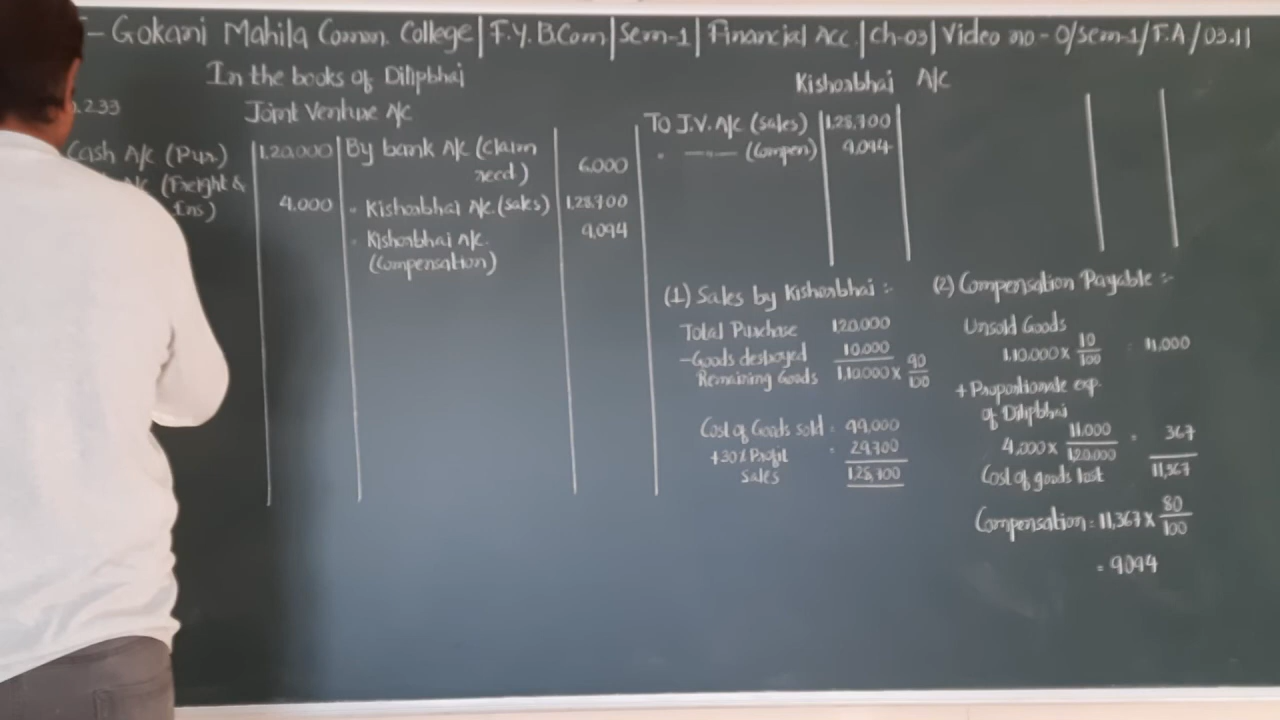 - Gokani Mahila Comm. College | F.Y. B.Com | Sem-1 | Financial Acc. | Ch-03 | Video no - 0/Sem-1/F.A/03.11
In the books of Dilipbhai
.233
Joint Venture A/c
Cash A/c (Pur.) 1,20,000
A/c (Freight & Ins) 4,000
By bank A/c (Claim recd) 6,000
" Kishorbhai A/c (Sales) 1,28,700
" Kishorbhai A/c. (Compensation) 9,094
Kishorbhai A/c
To J.V. A/c (Sales) 1,28,700
" —"— (Compen) 9,094
(1) Sales by Kishorbhai :-
Total Purchase 1,20,000
- Goods destroyed 10,000
Remaining Goods 1,10,000 × 90/100
Cost of Goods sold = 99,000
+ 30% Profit = 29,700
Sales 1,28,700
(2) Compensation Payable :-
Unsold Goods
1,10,000 × 10/100 = 11,000
+ Proportionate exp.
of Dilipbhai
4,000 × 11,000/1,20,000 = 367
Cost of goods lost 11,367
Compensation = 11,367 × 80/100
= 9094